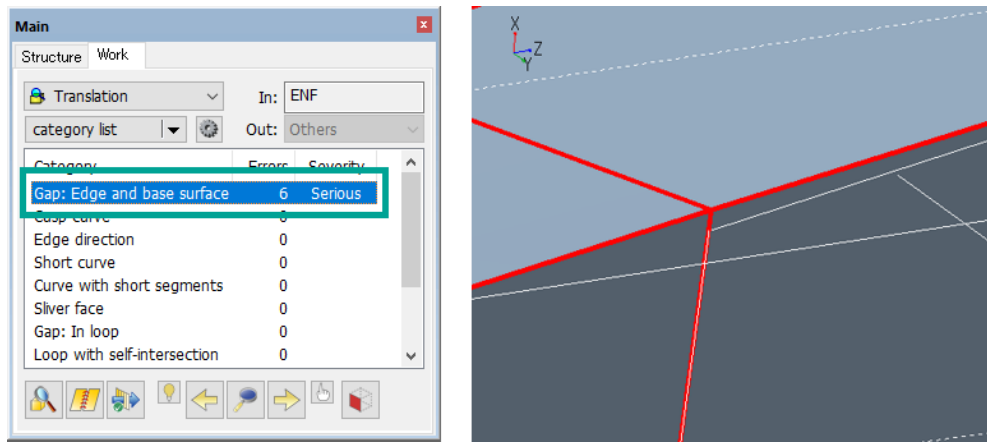 Main
Structure Work
Translation In: ENF
category list Out: Others
Category Errors Severity
Gap: Edge and base surface 6 Serious
Cusp curve 0
Edge direction 0
Short curve 0
Curve with short segments 0
Sliver face 0
Gap: In loop 0
Loop with self-intersection 0
X
Z
Y